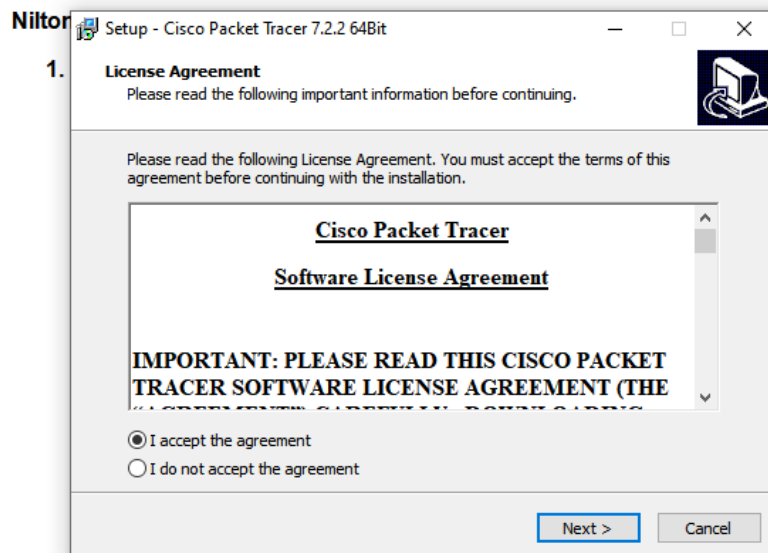 Nilton
1.
Setup - Cisco Packet Tracer 7.2.2 64Bit
License Agreement
Please read the following important information before continuing.
Please read the following License Agreement. You must accept the terms of this
agreement before continuing with the installation.
Cisco Packet Tracer
Software License Agreement
IMPORTANT: PLEASE READ THIS CISCO PACKET
TRACER SOFTWARE LICENSE AGREEMENT (THE
“AGREEMENT”) CAREFULLY. DOWNLOADING
I accept the agreement
I do not accept the agreement
Next >
Cancel